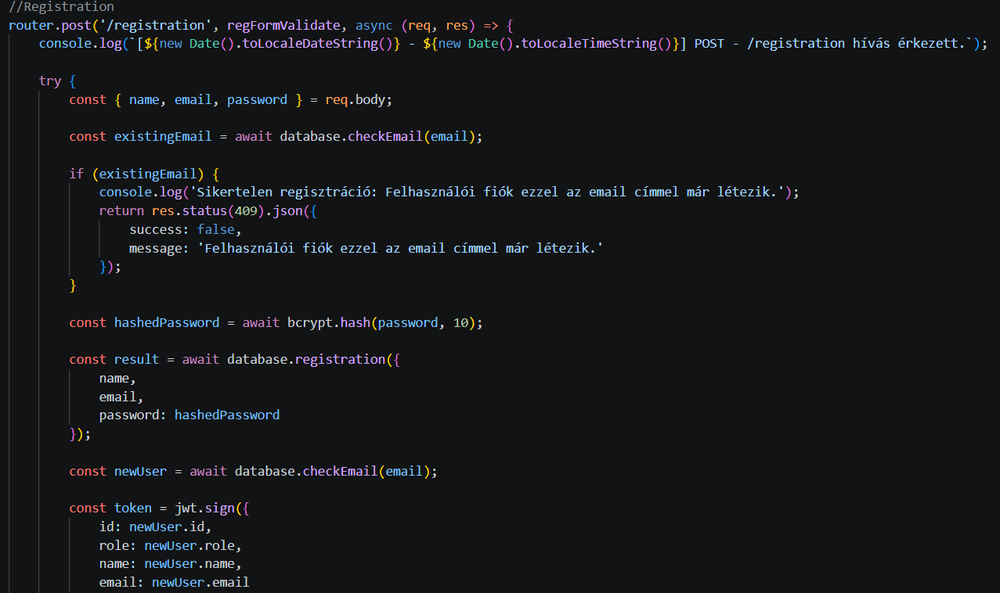 //Registration
router.post('/registration', regFormValidate, async (req, res) => {
    console.log(`[${new Date().toLocaleDateString()} - ${new Date().toLocaleTimeString()}] POST - /registration hívás érkezett.`);
    try {
        const { name, email, password } = req.body;
        const existingEmail = await database.checkEmail(email);
        if (existingEmail) {
            console.log('Sikertelen regisztráció: Felhasználói fiók ezzel az email címmel már létezik.');
            return res.status(409).json({
                success: false,
                message: 'Felhasználói fiók ezzel az email címmel már létezik.'
            });
        }
        const hashedPassword = await bcrypt.hash(password, 10);
        const result = await database.registration({
            name,
            email,
            password: hashedPassword
        });
        const newUser = await database.checkEmail(email);
        const token = jwt.sign({
            id: newUser.id,
            role: newUser.role,
            name: newUser.name,
            email: newUser.email